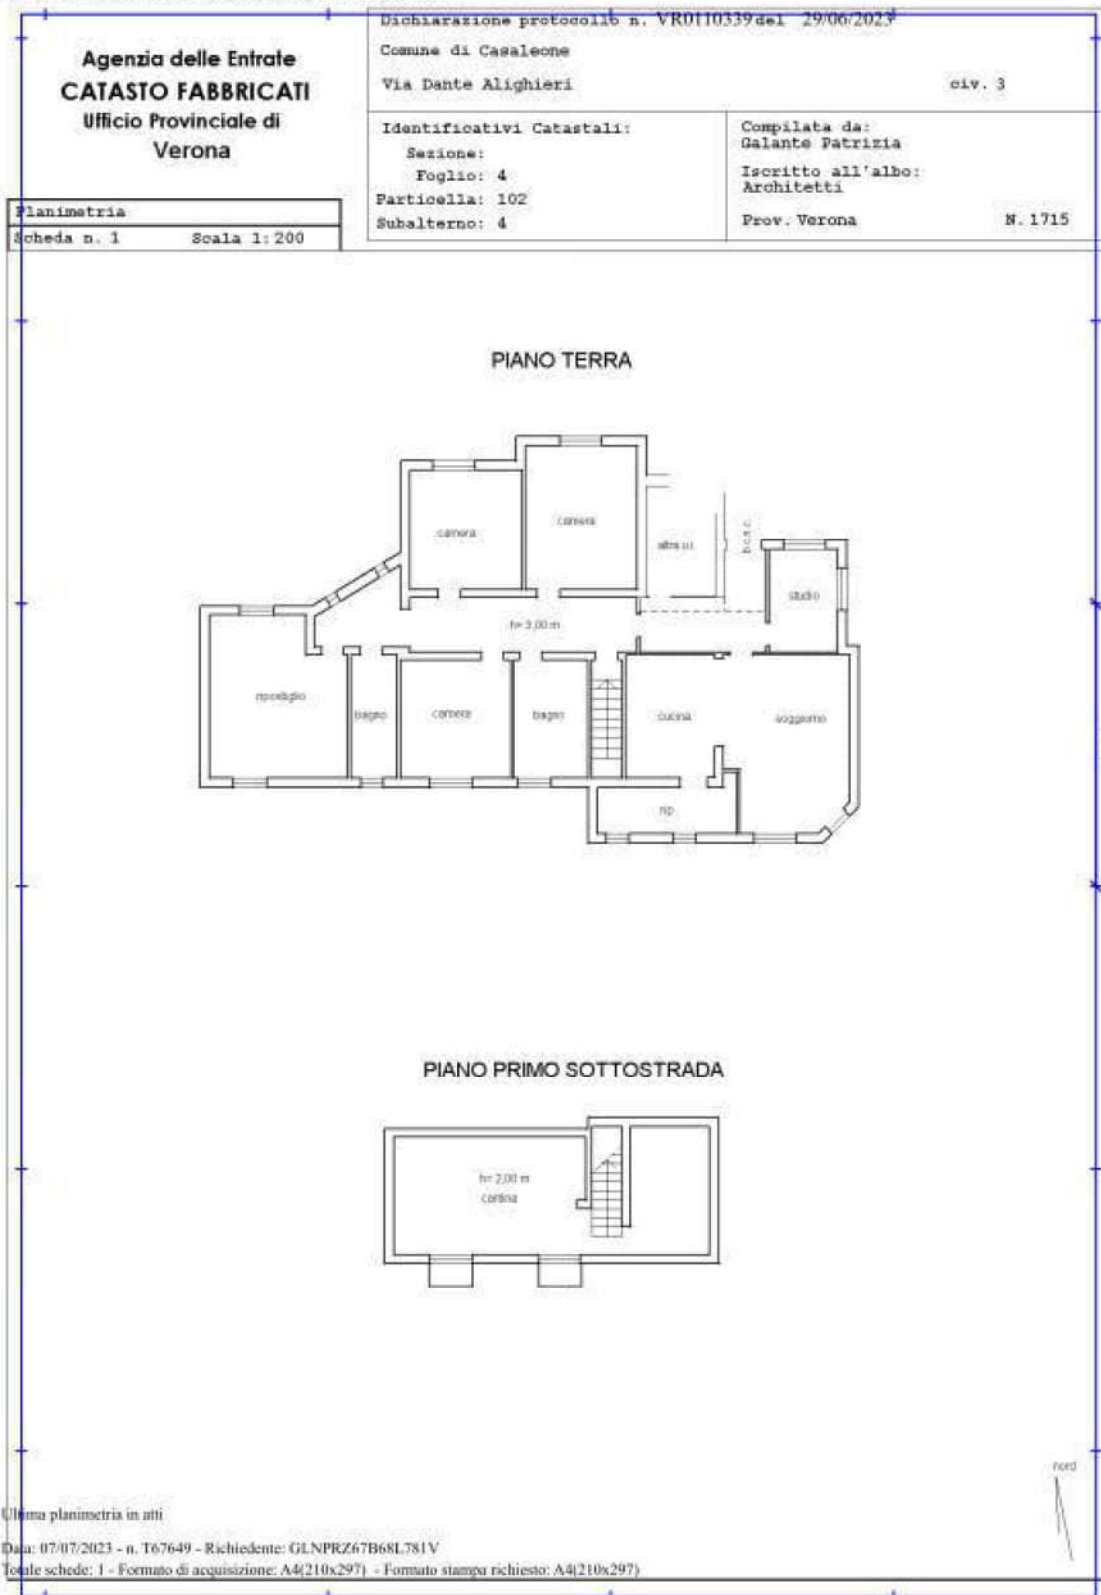 Dichiarazione protocollo n. VR0110339 del 29/06/2023
Agenzia delle Entrate
CATASTO FABBRICATI
Ufficio Provinciale di
Verona
Comune di Casaleone
Via Dante Alighieri civ. 3
Identificativi Catastali:
Sezione:
Foglio: 4
Particella: 102
Subalterno: 4
Compilata da:
Galante Patrizia
Iscritto all'albo:
Architetti
Prov. Verona N. 1715
Planimetria
Scheda n. 1 Scala 1:200
PIANO TERRA
camera
camera
altra u.i.
b.c.n.c.
studio
h= 3,00 m
ripostiglio
bagno
camera
bagno
cucina
soggiorno
rip
PIANO PRIMO SOTTOSTRADA
h= 2,00 m
cantina
nord
Ultima planimetria in atti
Data: 07/07/2023 - n. T67649 - Richiedente: GLNPRZ67B68L781V
Totale schede: 1 - Formato di acquisizione: A4(210x297) - Formato stampa richiesto: A4(210x297)